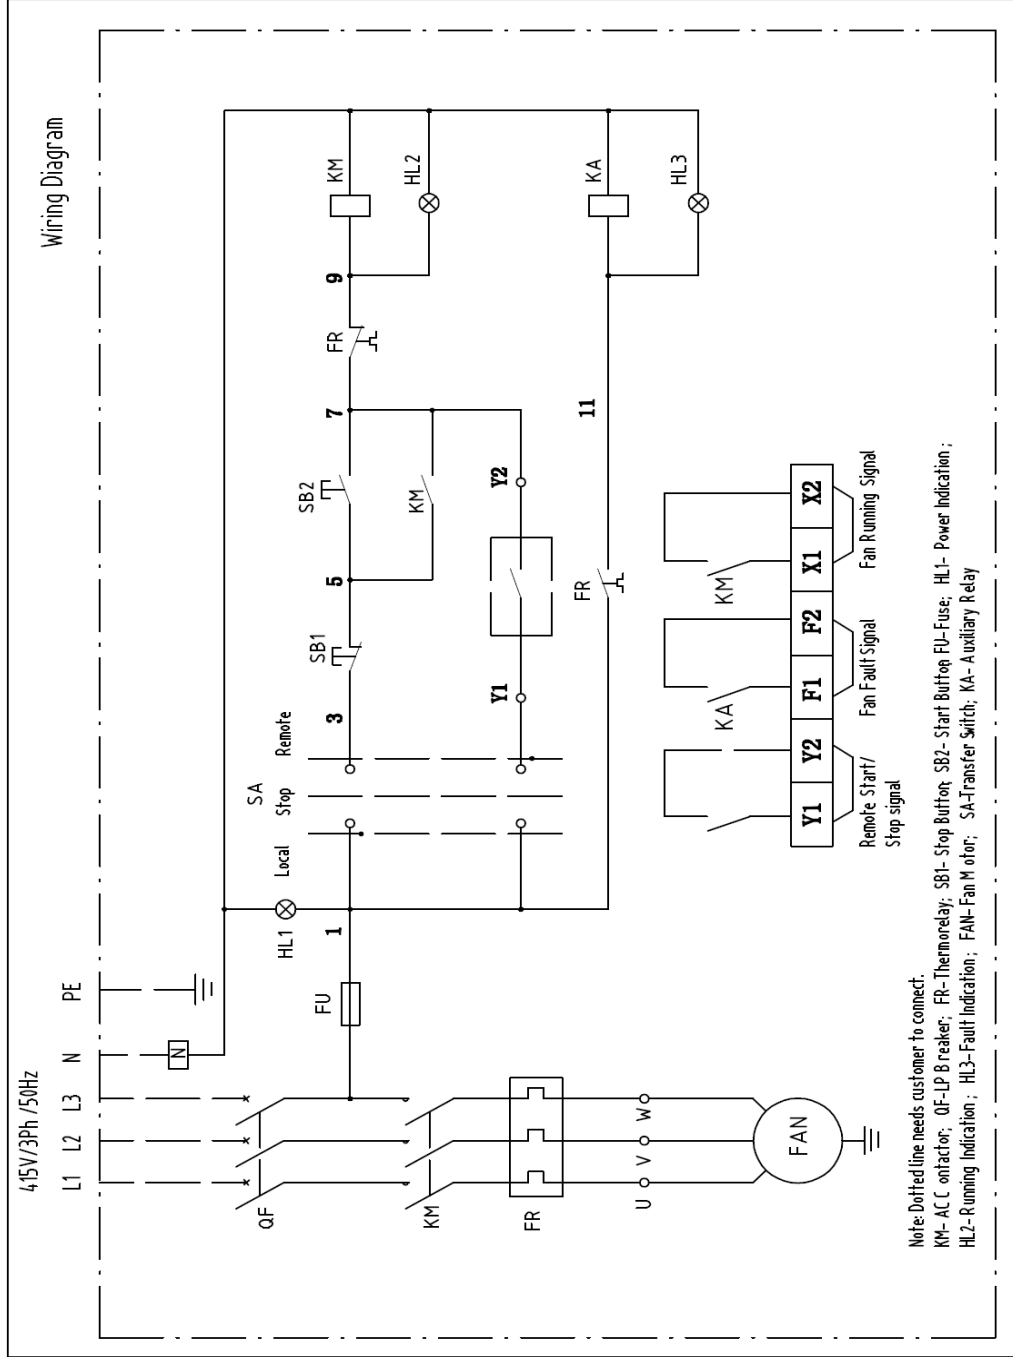 Wiring Diagram
415V/3Ph /50Hz
L1 L2 L3 N PE
N
QF
KM
FR
U V W
FAN
FU
1
HL1
SA
Local Stop Remote
3
SB1
5
SB2
KM
7
FR
9
KM
HL2
Y1
Y2
FR
11
KA
HL3
KA
KM
Y1 Y2 F1 F2 X1 X2
Remote Start/
Stop signal
Fan Fault Signal
Fan Running Signal
Note: Dotted line needs customer to connect.
KM- AC C ontactor; QF-LP B reaker; FR-Thermorelay; SB1- Stop Button; SB2- Start Button FU-Fuse; HL1- Power Indication ;
HL2-Running Indication ; HL3-Fault Indication ; FAN-Fan M otor; SA-Transfer Switch; KA- Auxiliary Relay